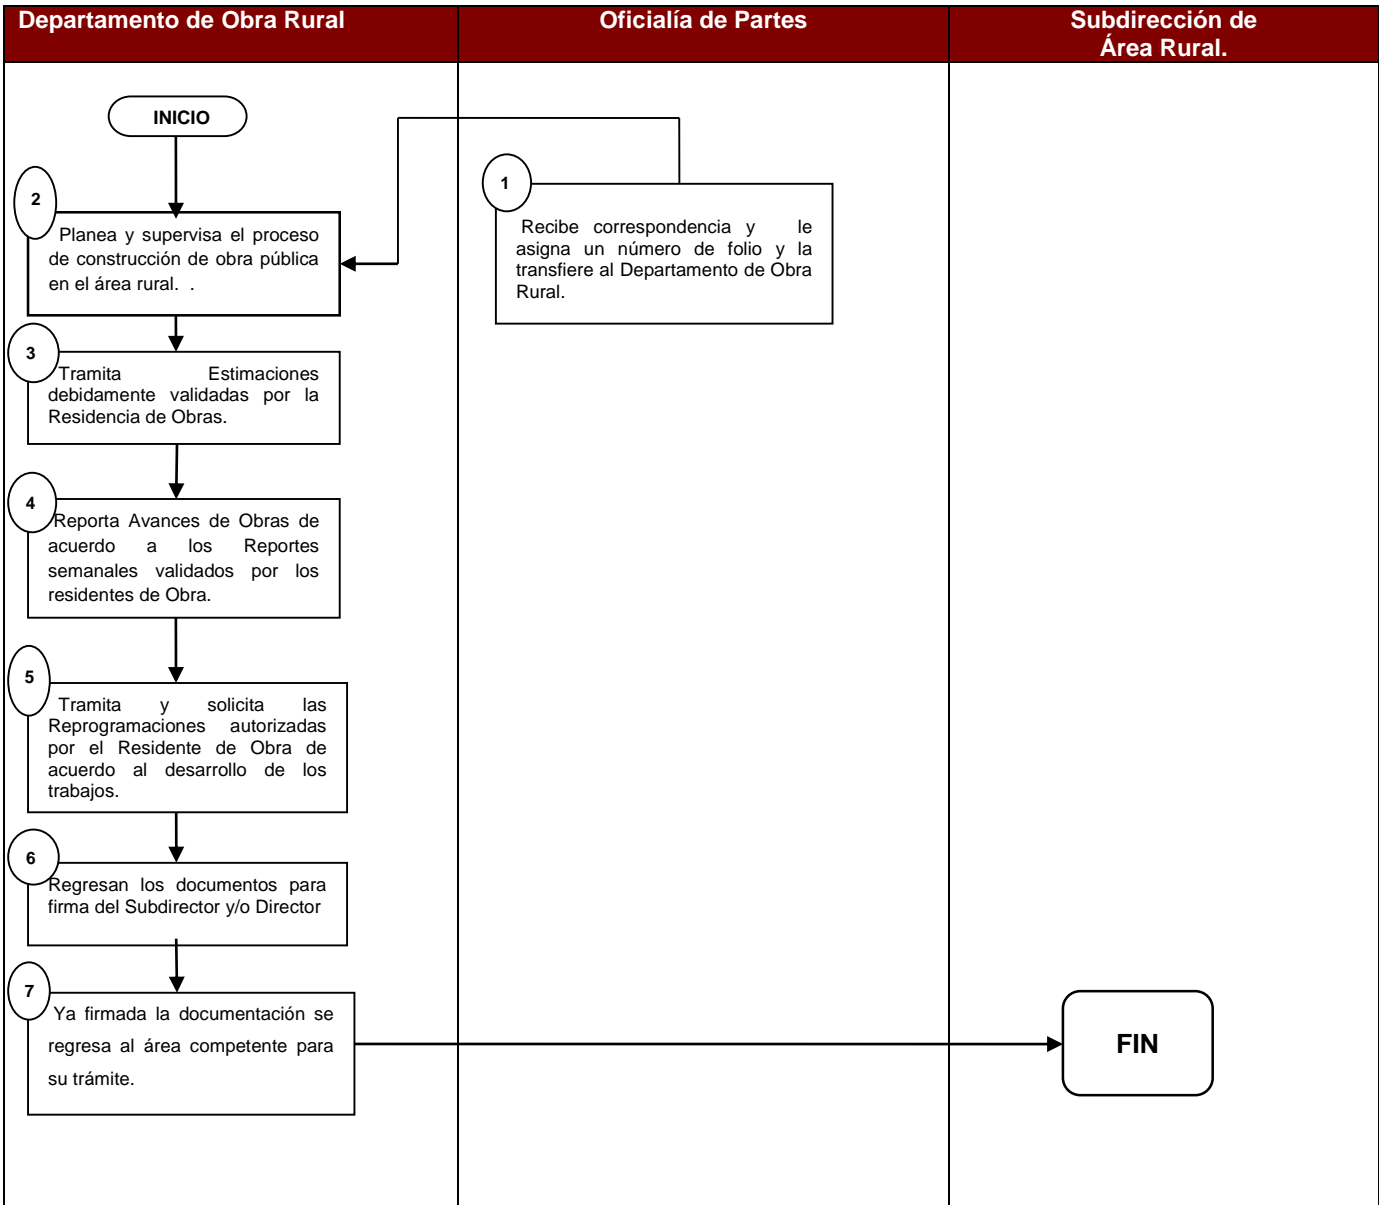 Departamento de Obra Rural
Oficialía de Partes
Subdirección de
Área Rural.
INICIO
1
Recibe correspondencia y le
asigna un número de folio y la
transfiere al Departamento de Obra
Rural.
2
Planea y supervisa el proceso
de construcción de obra pública
en el área rural. .
3
Tramita Estimaciones
debidamente validadas por la
Residencia de Obras.
4
Reporta Avances de Obras de
acuerdo a los Reportes
semanales validados por los
residentes de Obra.
5
Tramita y solicita las
Reprogramaciones autorizadas
por el Residente de Obra de
acuerdo al desarrollo de los
trabajos.
6
Regresan los documentos para
firma del Subdirector y/o Director
7
Ya firmada la documentación se
regresa al área competente para
su trámite.
FIN